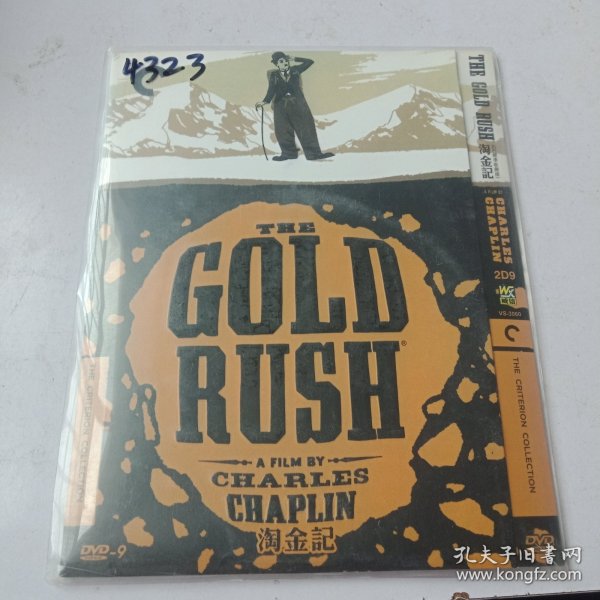 4323
THE
GOLD
RUSH
®
A FILM BY
CHARLES
CHAPLIN
淘金記
DVD-9
THE CRITERION COLLECTION
THE GOLD RUSH
淘金記
A FILM BY
CHARLES
CHAPLIN
2D9
VS-3060
THE CRITERION COLLECTION
DVD
孔夫子旧书网
www.kongfz.com